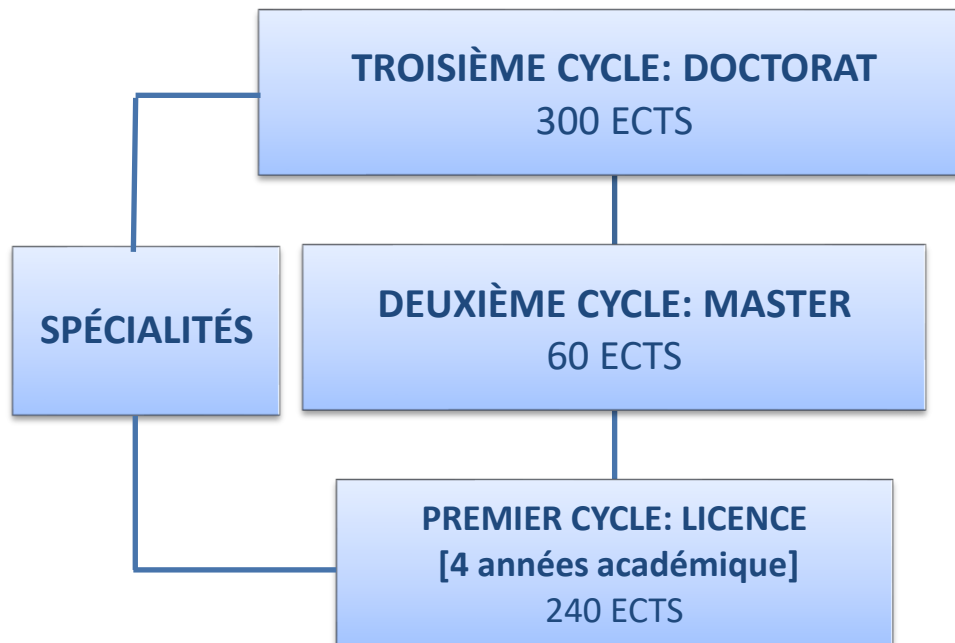 TROISIÈME CYCLE: DOCTORAT
300 ECTS
SPÉCIALITÉS
DEUXIÈME CYCLE: MASTER
60 ECTS
PREMIER CYCLE: LICENCE
[4 années académique]
240 ECTS